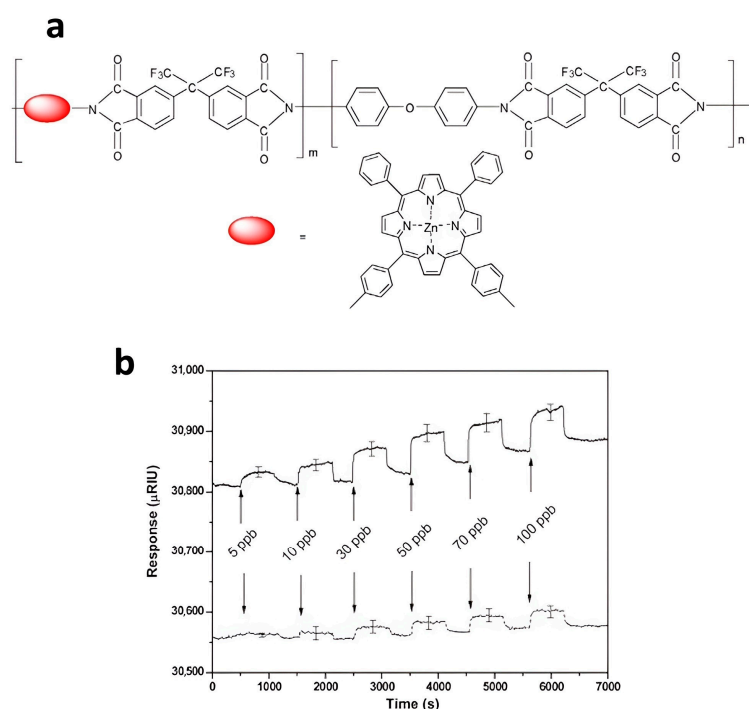 a
O O O O
F3C CF3 F3C CF3
N N O N N
O O O O
m n
=
N
N Zn N
N
b
31,000
30,900
30,800
30,700
30,600
30,500
Response (µRIU)
5 ppb 10 ppb 30 ppb 50 ppb 70 ppb 100 ppb
0 1000 2000 3000 4000 5000 6000 7000
Time (s)